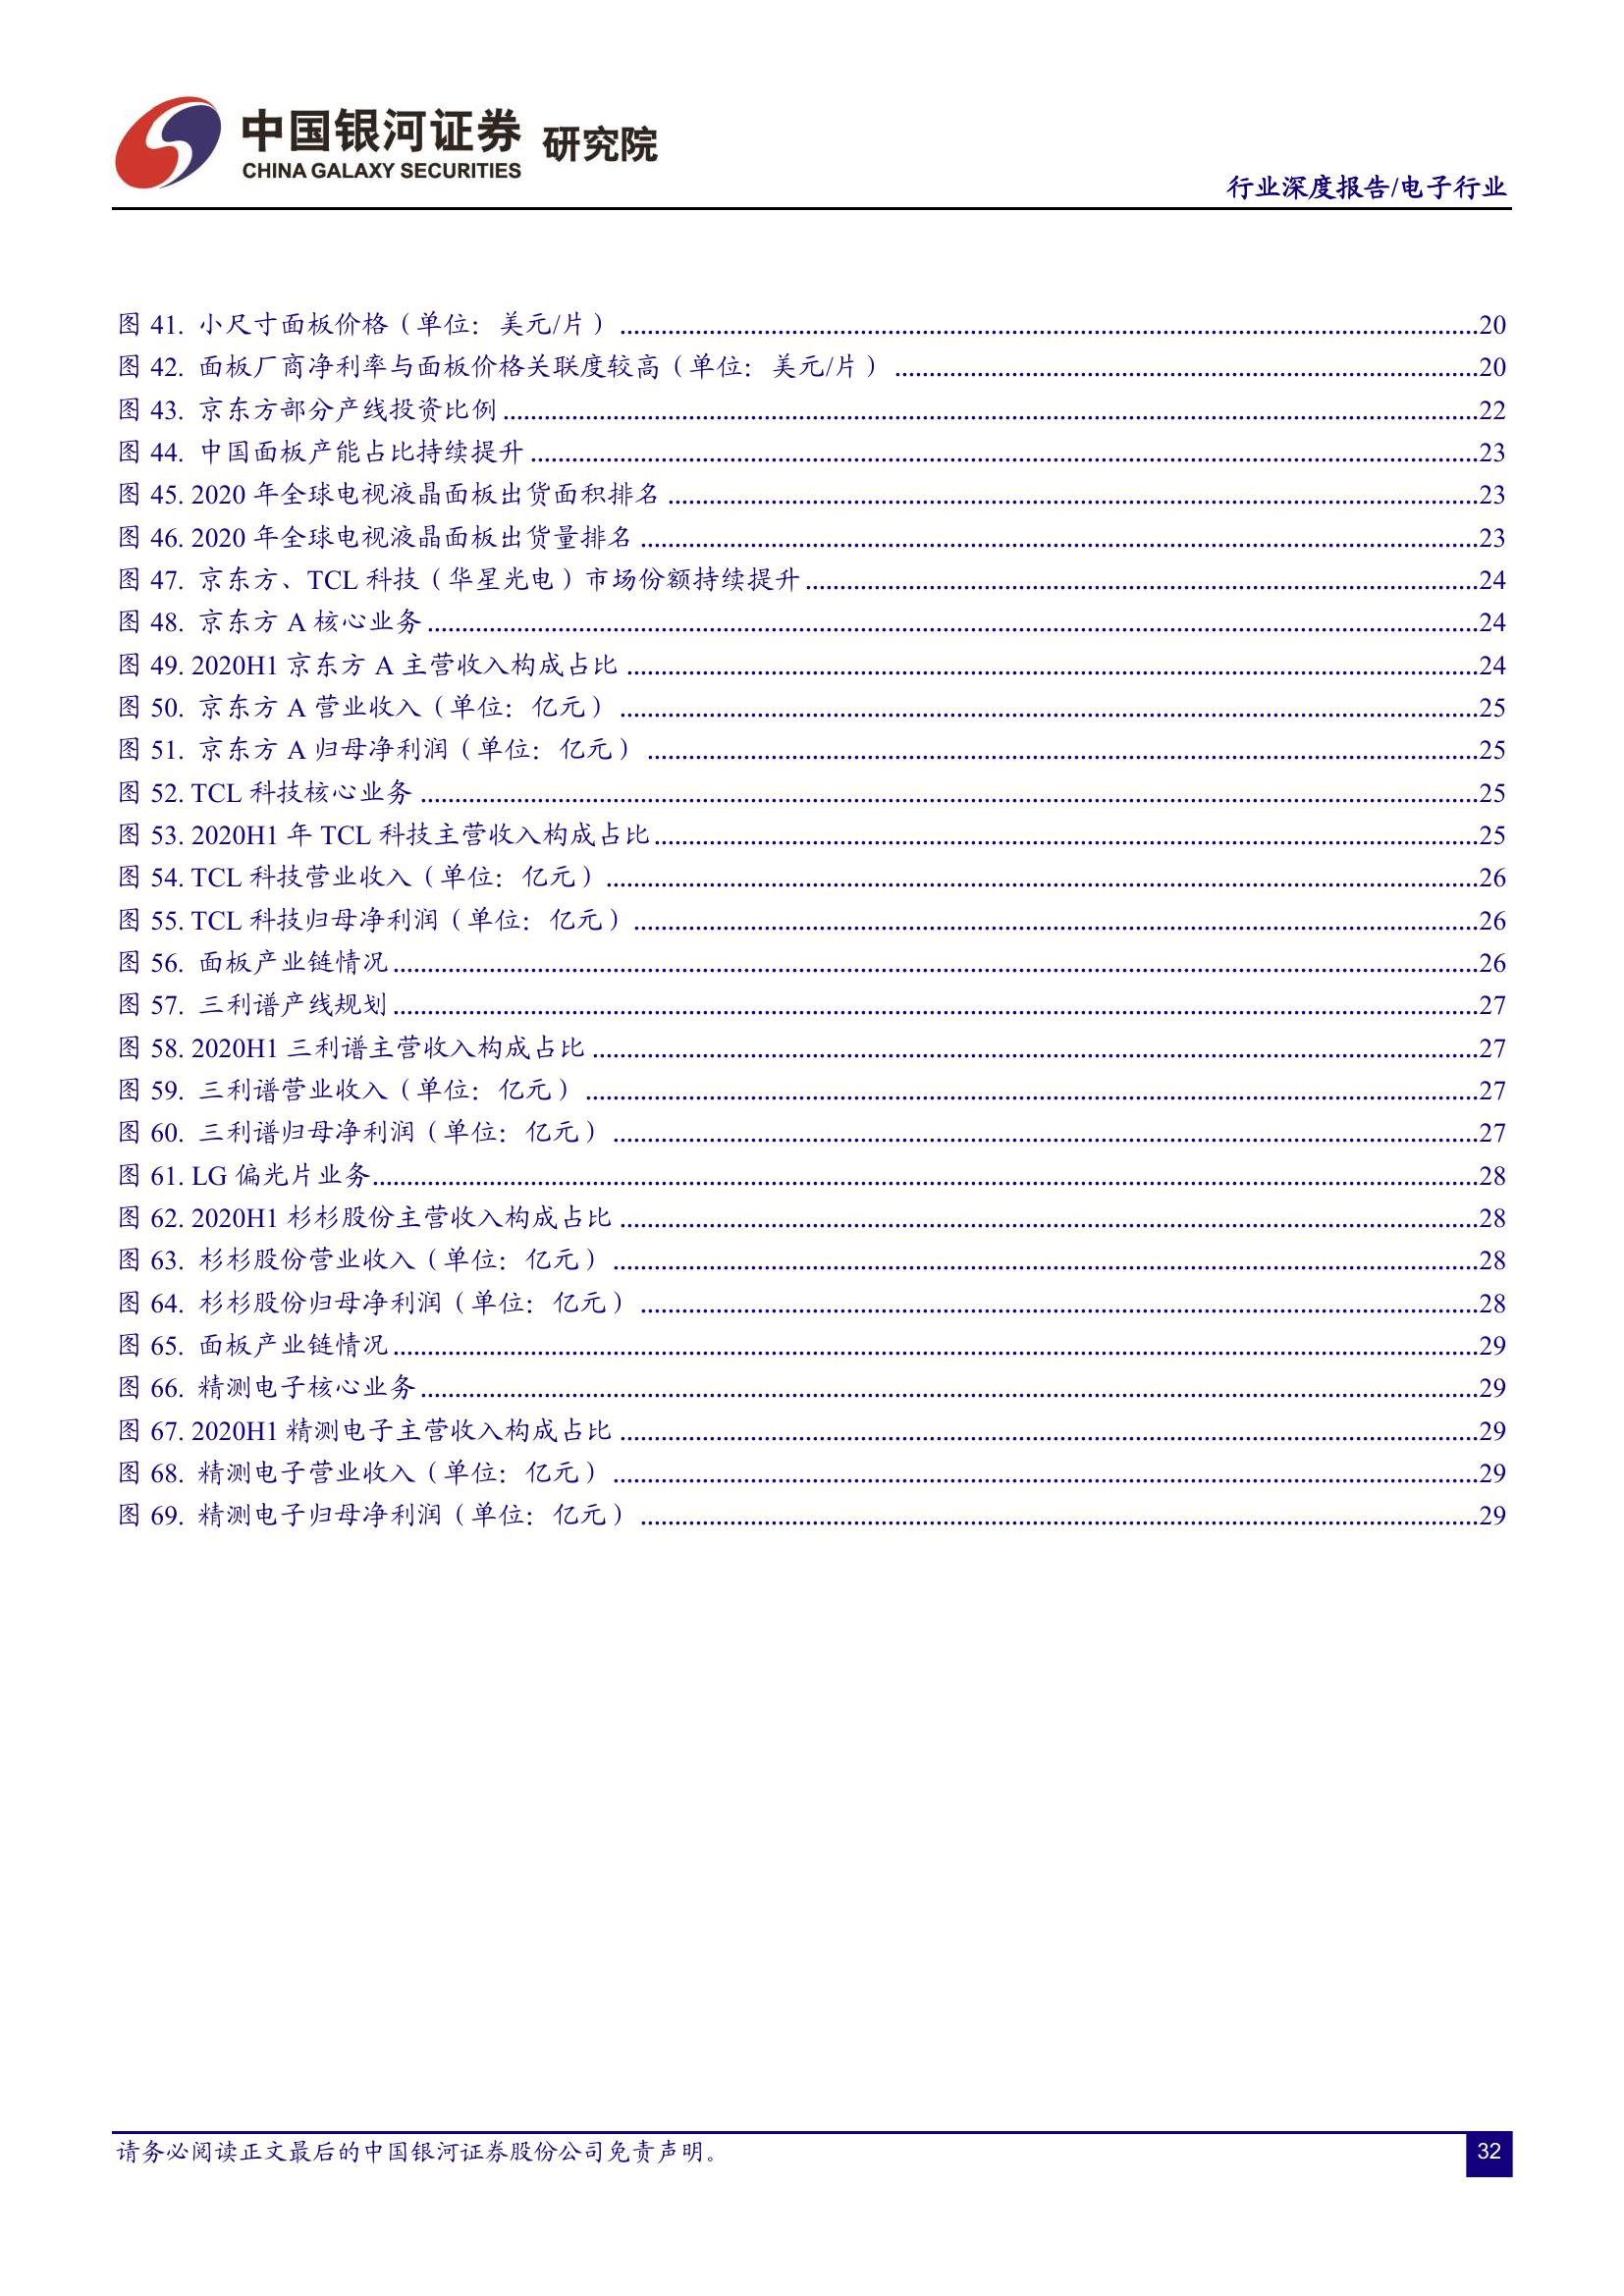 中国银河证券 研究院
CHINA GALAXY SECURITIES
行业深度报告/电子行业
图 41. 小尺寸面板价格（单位：美元/片）....................20
图 42. 面板厂商净利率与面板价格关联度较高（单位：美元/片）....................20
图 43. 京东方部分产线投资比例....................22
图 44. 中国面板产能占比持续提升....................23
图 45. 2020 年全球电视液晶面板出货面积排名....................23
图 46. 2020 年全球电视液晶面板出货量排名....................23
图 47. 京东方、TCL 科技（华星光电）市场份额持续提升....................24
图 48. 京东方 A 核心业务....................24
图 49. 2020H1 京东方 A 主营收入构成占比....................24
图 50. 京东方 A 营业收入（单位：亿元）....................25
图 51. 京东方 A 归母净利润（单位：亿元）....................25
图 52. TCL 科技核心业务....................25
图 53. 2020H1 年 TCL 科技主营收入构成占比....................25
图 54. TCL 科技营业收入（单位：亿元）....................26
图 55. TCL 科技归母净利润（单位：亿元）....................26
图 56. 面板产业链情况....................26
图 57. 三利谱产线规划....................27
图 58. 2020H1 三利谱主营收入构成占比....................27
图 59. 三利谱营业收入（单位：亿元）....................27
图 60. 三利谱归母净利润（单位：亿元）....................27
图 61. LG 偏光片业务....................28
图 62. 2020H1 杉杉股份主营收入构成占比....................28
图 63. 杉杉股份营业收入（单位：亿元）....................28
图 64. 杉杉股份归母净利润（单位：亿元）....................28
图 65. 面板产业链情况....................29
图 66. 精测电子核心业务....................29
图 67. 2020H1 精测电子主营收入构成占比....................29
图 68. 精测电子营业收入（单位：亿元）....................29
图 69. 精测电子归母净利润（单位：亿元）....................29
请务必阅读正文最后的中国银河证券股份公司免责声明。
32